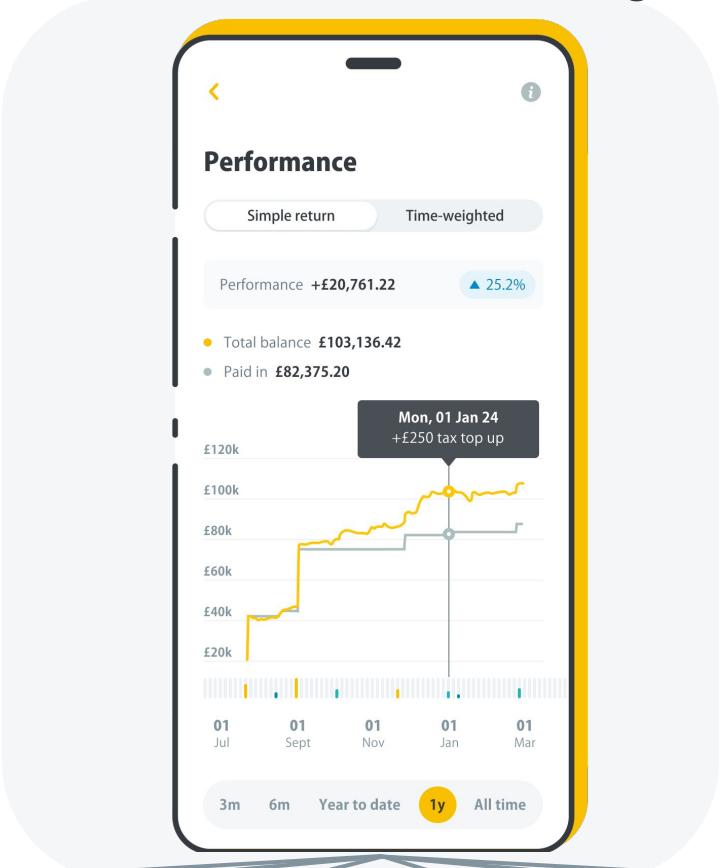 Performance
Simple return Time-weighted
Performance +£20,761.22 ▲ 25.2%
Total balance £103,136.42
Paid in £82,375.20
Mon, 01 Jan 24
+£250 tax top up
£120k
£100k
£80k
£60k
£40k
£20k
01 01 01 01 01
Jul Sept Nov Jan Mar
3m 6m Year to date 1y All time